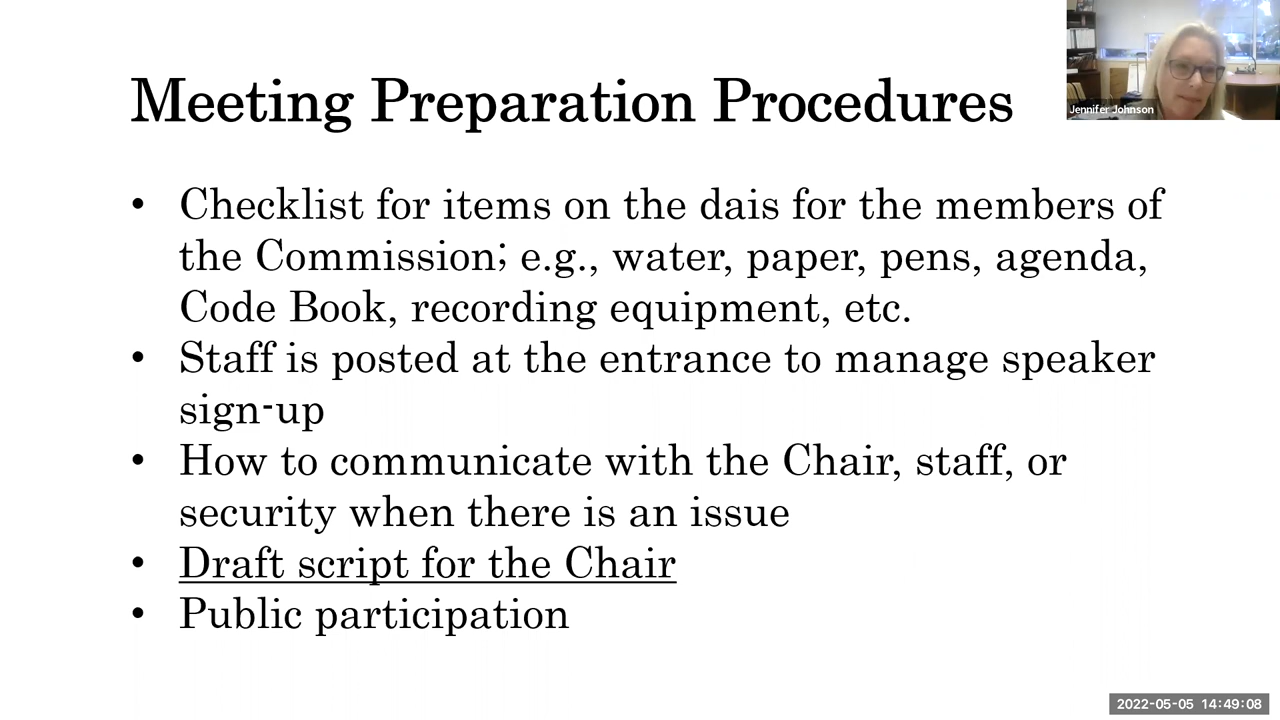 Meeting Preparation Procedures
Jennifer Johnson
• Checklist for items on the dais for the members of
the Commission; e.g., water, paper, pens, agenda,
Code Book, recording equipment, etc.
• Staff is posted at the entrance to manage speaker
sign-up
• How to communicate with the Chair, staff, or
security when there is an issue
• Draft script for the Chair
• Public participation
2022-05-05 14:49:08